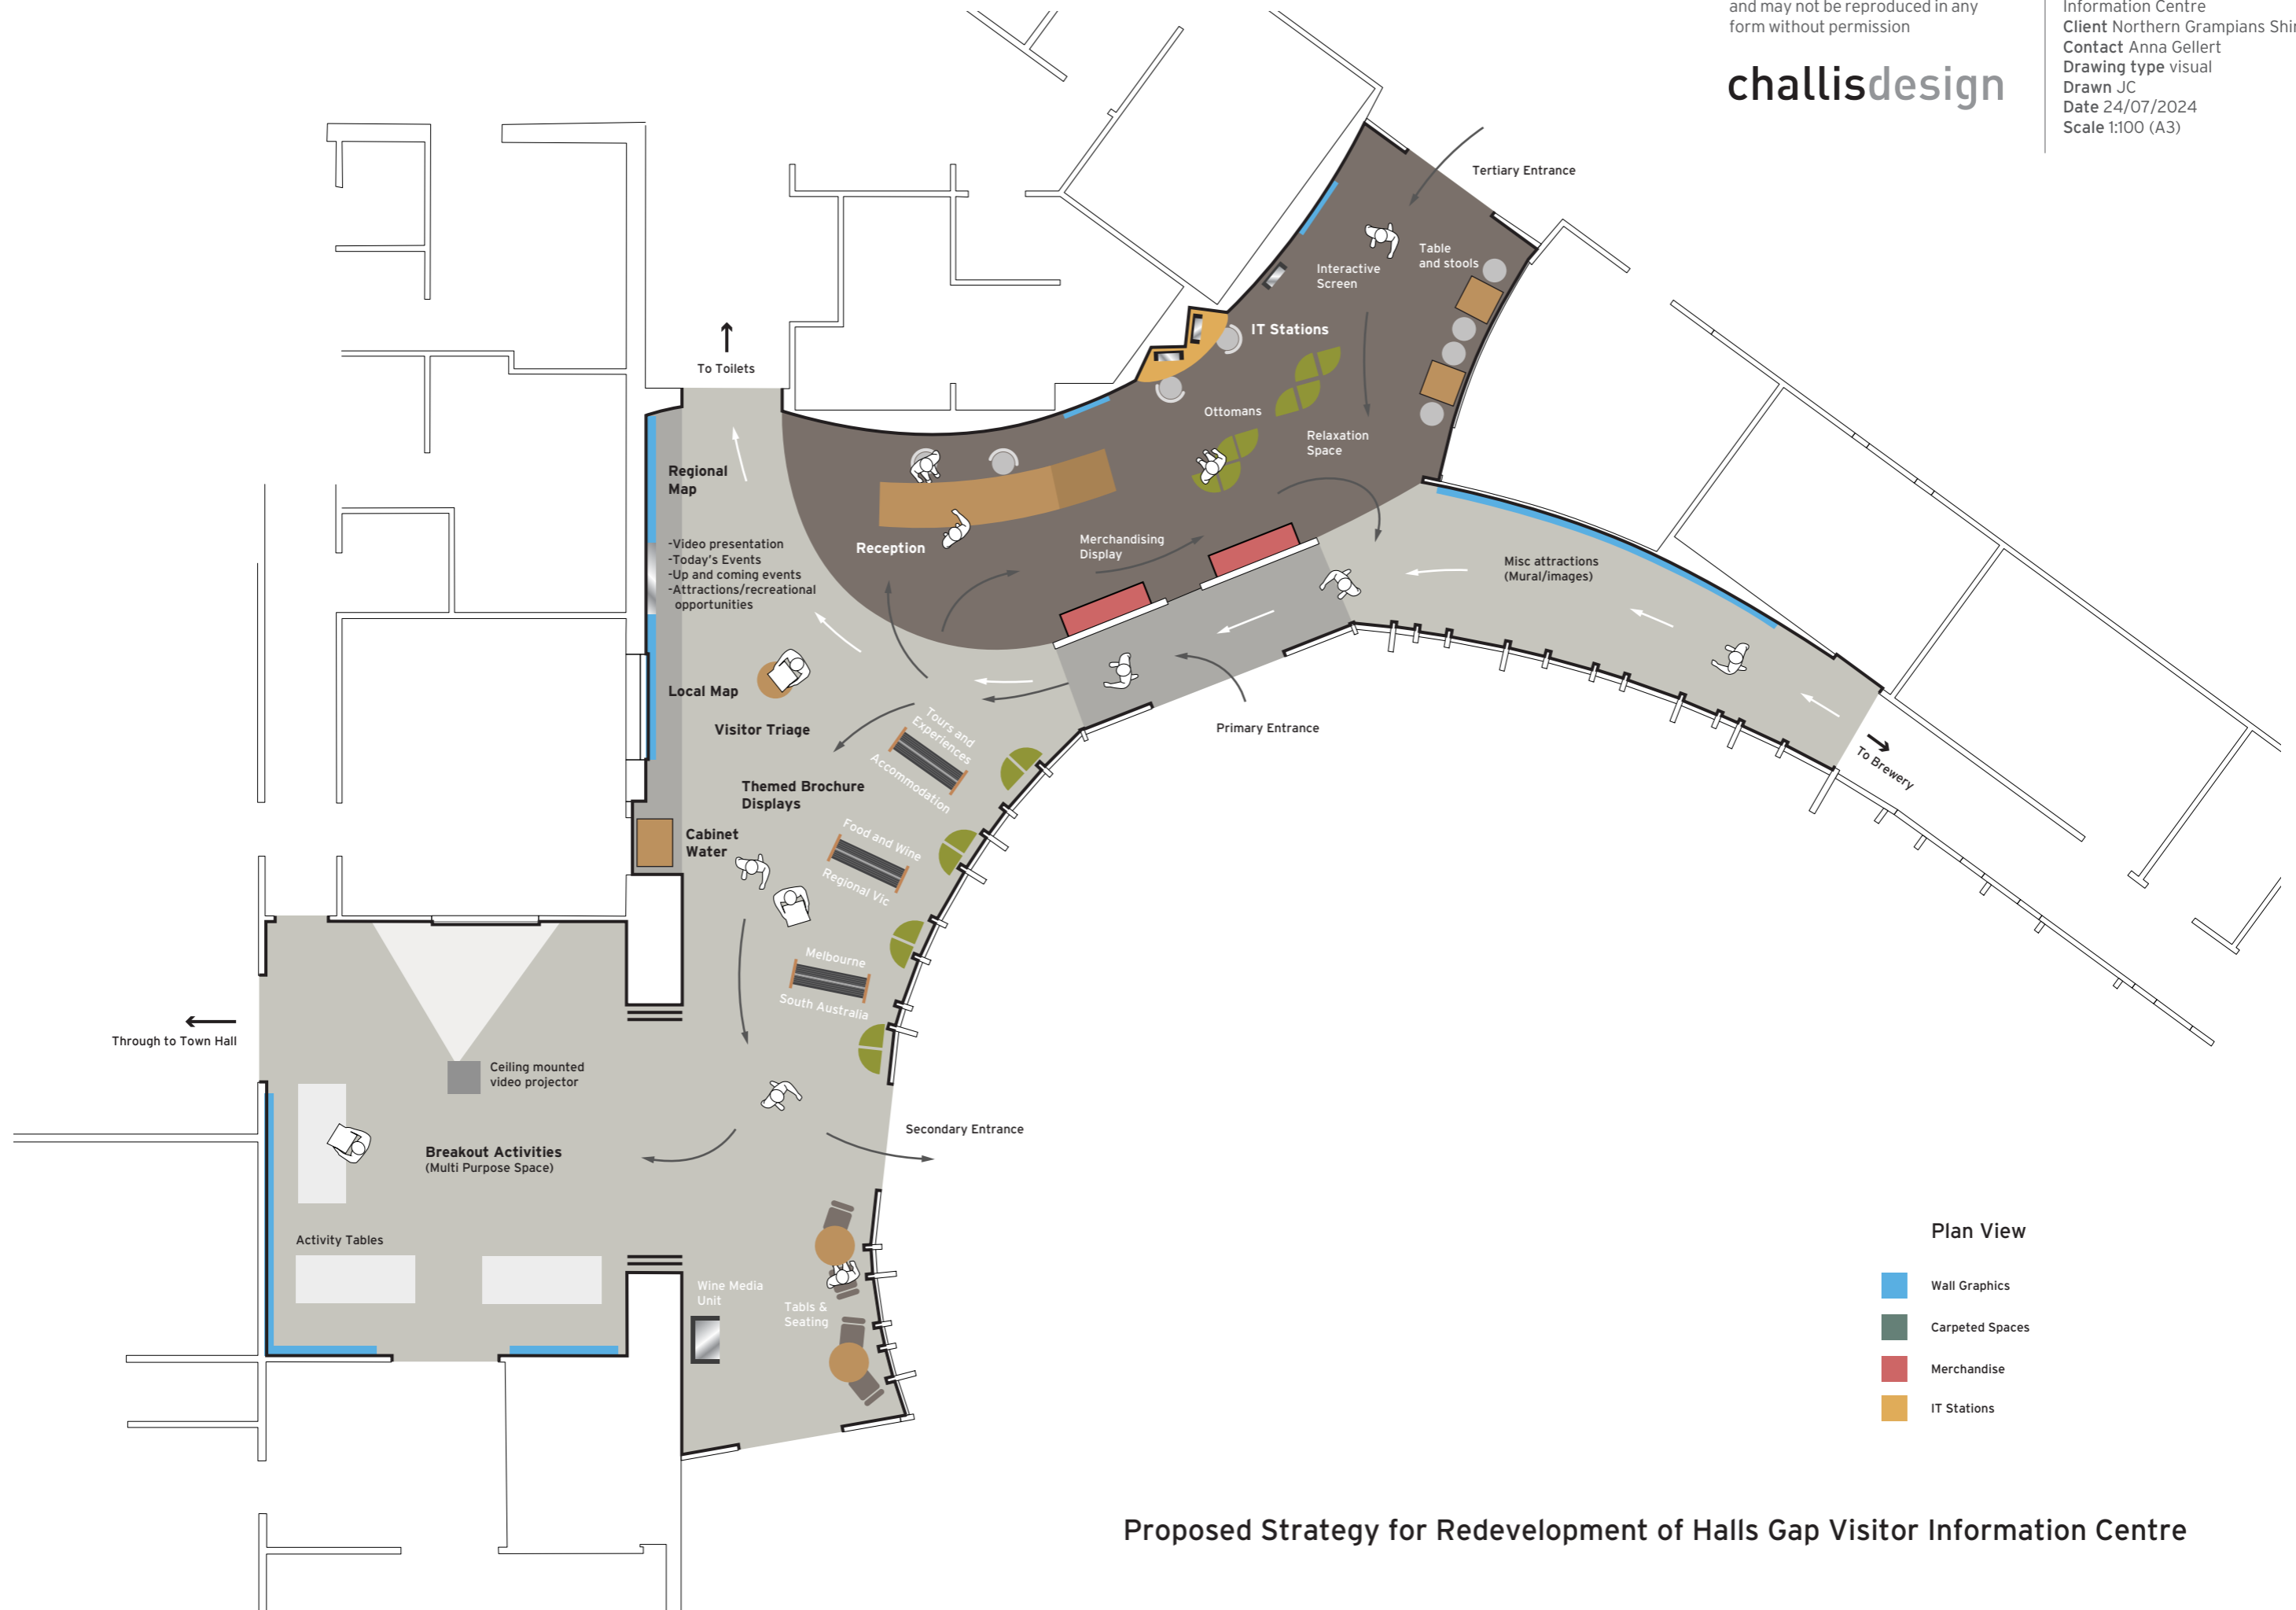 and may not be reproduced in any
form without permission
challisdesign
Information Centre
Client Northern Grampians Shi
Contact Anna Gellert
Drawing type visual
Drawn JC
Date 24/07/2024
Scale 1:100 (A3)
Tertiary Entrance
Table
and stools
Interactive
Screen
IT Stations
To Toilets
Ottomans
Relaxation
Space
Regional
Map
-Video presentation
-Today's Events
-Up and coming events
-Attractions/recreational
opportunities
Reception
Merchandising
Display
Misc attractions
(Mural/images)
Local Map
Visitor Triage
Primary Entrance
To Brewery
Tours and
Experiences
Accommodation
Themed Brochure
Displays
Cabinet
Water
Food and Wine
Regional Vic
Melbourne
South Australia
Through to Town Hall
Ceiling mounted
video projector
Secondary Entrance
Breakout Activities
(Multi Purpose Space)
Activity Tables
Wine Media
Unit
Tabls &
Seating
Plan View
Wall Graphics
Carpeted Spaces
Merchandise
IT Stations
Proposed Strategy for Redevelopment of Halls Gap Visitor Information Centre